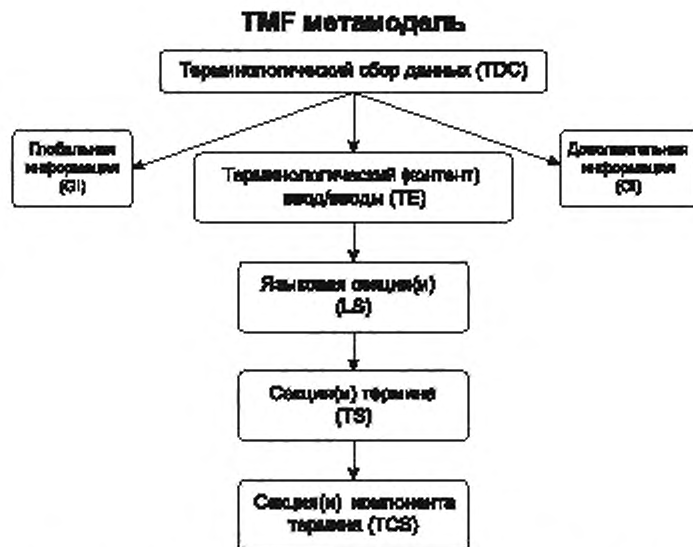 TMF метамодель
Терминологический сбор данных (TDC)
Глобальная
информация
(GI)
Терминологический (контент)
ввод/вводы (TE)
Дополнительная
информация
(CI)
Языковая секция(и)
(LS)
Секция(и) термина
(TS)
Секция(и) компонента
термина (TCS)